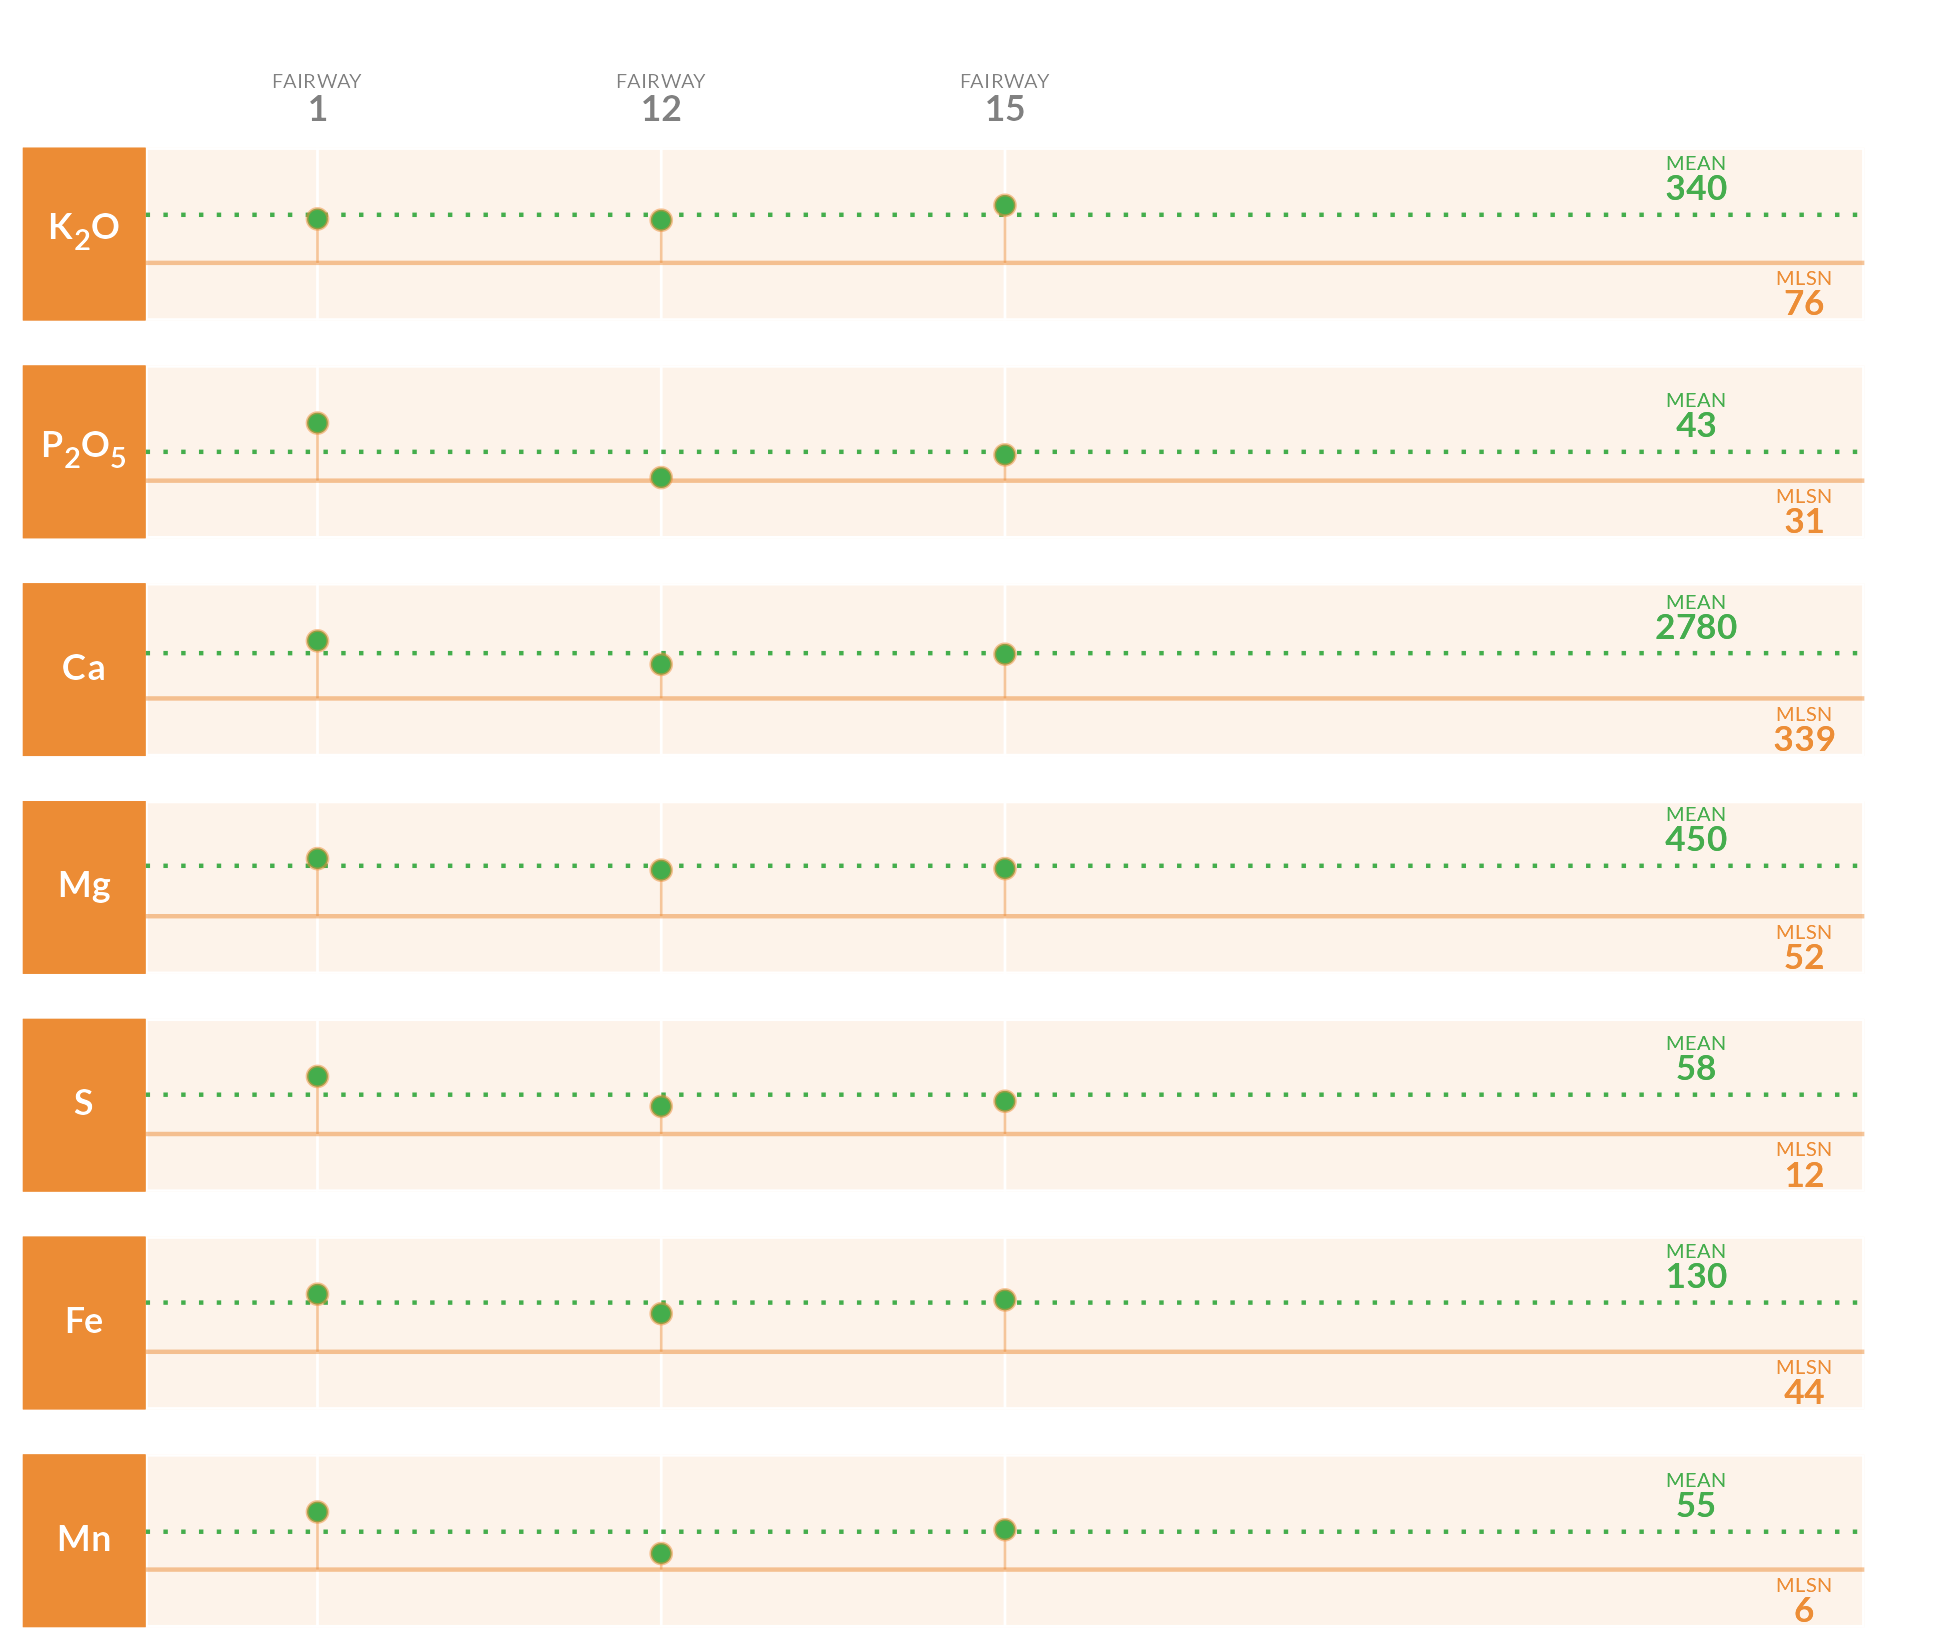 FAIRWAY FAIRWAY FAIRWAY
1 12 15
MEAN
340
K₂O
MLSN
76
MEAN
43
P₂O₅
MLSN
31
MEAN
2780
Ca
MLSN
339
MEAN
450
Mg
MLSN
52
MEAN
58
S
MLSN
12
MEAN
130
Fe
MLSN
44
MEAN
55
Mn
MLSN
6